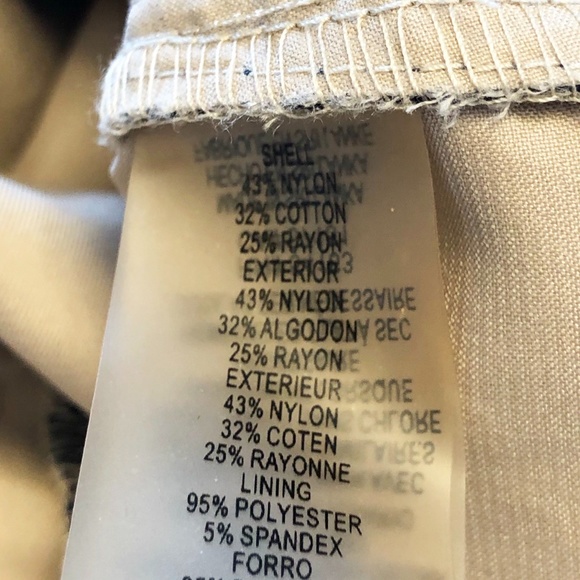 SHELL
43% NYLON
32% COTTON
25% RAYON
EXTERIOR
43% NYLON
32% ALGODON
25% RAYON
EXTERIEUR
43% NYLON
32% COTEN
25% RAYONNE
LINING
95% POLYESTER
5% SPANDEX
FORRO